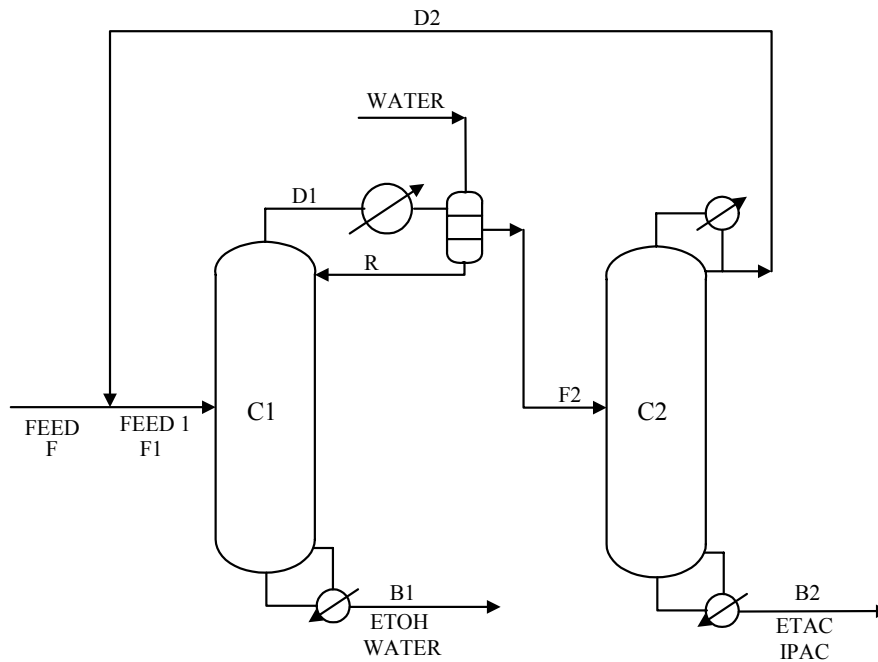 D2
WATER
D1
R
C1
FEED
F
FEED 1
F1
F2
C2
B1
ETOH
WATER
B2
ETAC
IPAC